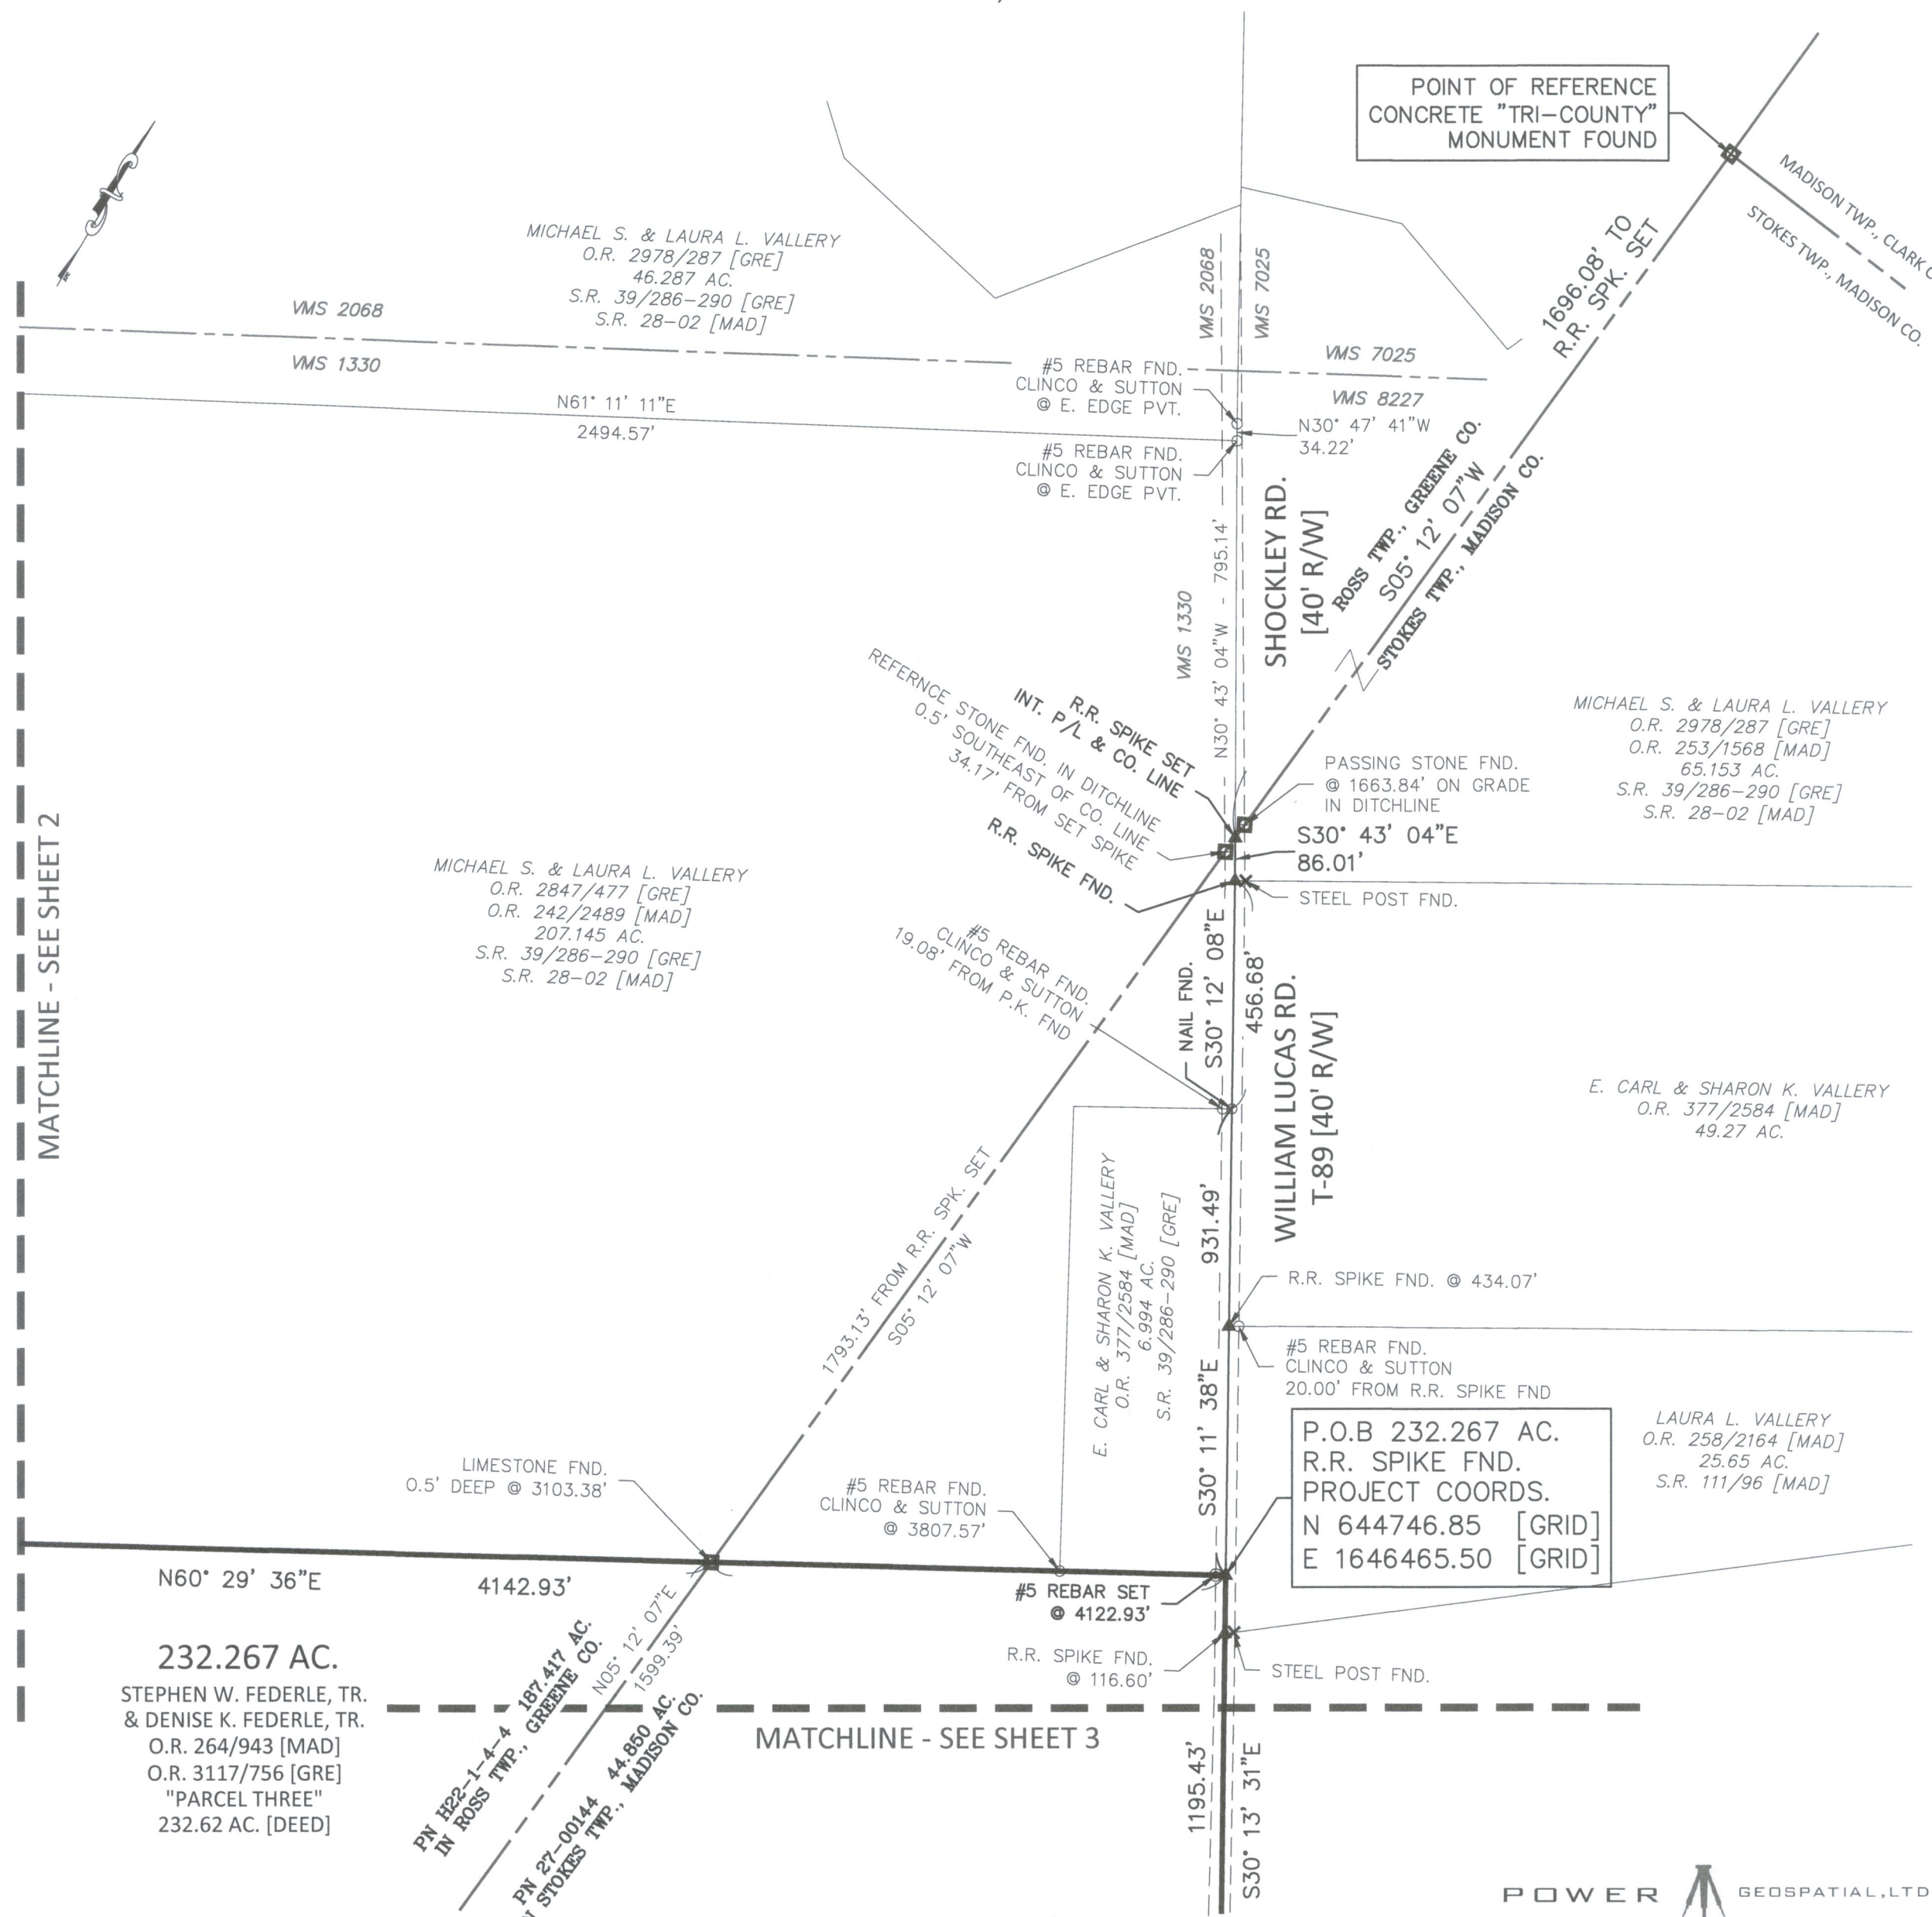 POINT OF REFERENCE
CONCRETE "TRI-COUNTY"
MONUMENT FOUND
MADISON TWP., CLARK
STOKES TWP., MADISON CO.
1696.08' TO
R.R. SPK. SET
MICHAEL S. & LAURA L. VALLERY
O.R. 2978/287 [GRE]
46.287 AC.
S.R. 39/286-290 [GRE]
S.R. 28-02 [MAD]
VMS 2068
VMS 1330
VMS 2068
VMS 7025
VMS 7025
VMS 8227
N61° 11' 11"E
2494.57'
#5 REBAR FND.
CLINCO & SUTTON
@ E. EDGE PVT.
#5 REBAR FND.
CLINCO & SUTTON
@ E. EDGE PVT.
N30° 47' 41"W
34.22'
ROSS TWP., GREENE CO.
S05° 12' 07"W
STOKES TWP., MADISON CO.
SHOCKLEY RD.
[40' R/W]
N30° 43' 04"W - 795.14'
VMS 1330
R.R. SPIKE SET
INT. P/L & CO. LINE
REFERNCE STONE FND. IN DITCHLINE
0.5' SOUTHEAST OF CO. LINE
34.17' FROM SET SPIKE
R.R. SPIKE FND.
PASSING STONE FND.
@ 1663.84' ON GRADE
IN DITCHLINE
S30° 43' 04"E
86.01'
STEEL POST FND.
MICHAEL S. & LAURA L. VALLERY
O.R. 2978/287 [GRE]
O.R. 253/1568 [MAD]
65.153 AC.
S.R. 39/286-290 [GRE]
S.R. 28-02 [MAD]
MATCHLINE - SEE SHEET 2
MICHAEL S. & LAURA L. VALLERY
O.R. 2847/477 [GRE]
O.R. 242/2489 [MAD]
207.145 AC.
S.R. 39/286-290 [GRE]
S.R. 28-02 [MAD]
#5 REBAR FND.
CLINCO & SUTTON
19.08' FROM P.K. FND
NAIL FND.
S30° 12' 08"E
456.68'
WILLIAM LUCAS RD.
T-89 [40' R/W]
E. CARL & SHARON K. VALLERY
O.R. 377/2584 [MAD]
49.27 AC.
1793.13' FROM R.R. SPK. SET
S05° 12' 07"W
E. CARL & SHARON K. VALLERY
O.R. 377/2584 [MAD]
6.994 AC.
S.R. 39/286-290 [GRE]
931.49'
S30° 11' 38"E
R.R. SPIKE FND. @ 434.07'
#5 REBAR FND.
CLINCO & SUTTON
20.00' FROM R.R. SPIKE FND
P.O.B 232.267 AC.
R.R. SPIKE FND.
PROJECT COORDS.
N 644746.85 [GRID]
E 1646465.50 [GRID]
LAURA L. VALLERY
O.R. 258/2164 [MAD]
25.65 AC.
S.R. 111/96 [MAD]
LIMESTONE FND.
0.5' DEEP @ 3103.38'
#5 REBAR FND.
CLINCO & SUTTON
@ 3807.57'
N60° 29' 36"E
4142.93'
#5 REBAR SET
@ 4122.93'
R.R. SPIKE FND.
@ 116.60'
STEEL POST FND.
232.267 AC.
STEPHEN W. FEDERLE, TR.
& DENISE K. FEDERLE, TR.
O.R. 264/943 [MAD]
O.R. 3117/756 [GRE]
"PARCEL THREE"
232.62 AC. [DEED]
PN H22-1-4-4 187.417 AC.
IN ROSS TWP., GREENE CO.
N05° 12' 07"E
1599.39'
PN 27-00144 44.850 AC.
STOKES TWP., MADISON CO.
MATCHLINE - SEE SHEET 3
1195.43'
S30° 13' 31"E
POWER GEOSPATIAL,LTD